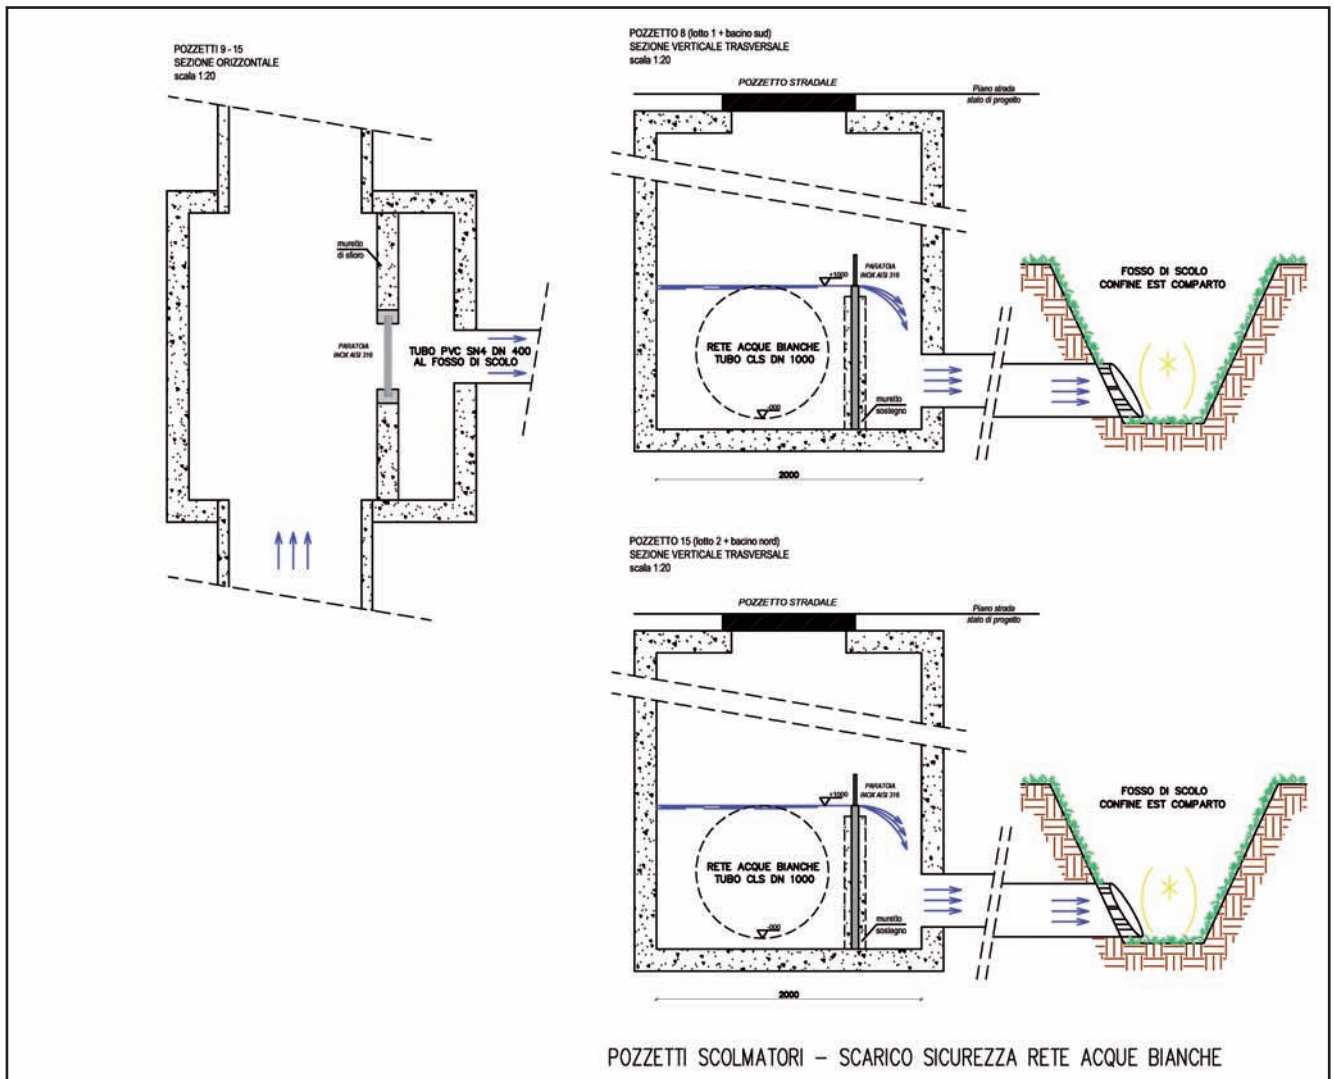 POZZETTI 9 - 15
SEZIONE ORIZZONTALE
scala 1:20
muretto
di sfioro
PARATOIA
INOX AISI 316
TUBO PVC SN4 DN 400
AL FOSSO DI SCOLO
POZZETTO 8 (lotto 1 + bacino sud)
SEZIONE VERTICALE TRASVERSALE
scala 1:20
POZZETTO STRADALE
Piano strada
stato di progetto
+1000
PARATOIA
INOX AISI 316
RETE ACQUE BIANCHE
TUBO CLS DN 1000
-000
muretto
sostegno
2000
FOSSO DI SCOLO
CONFINE EST COMPARTO
POZZETTO 15 (lotto 2 + bacino nord)
SEZIONE VERTICALE TRASVERSALE
scala 1:20
POZZETTO STRADALE
Piano strada
stato di progetto
+1000
PARATOIA
INOX AISI 316
RETE ACQUE BIANCHE
TUBO CLS DN 1000
-000
muretto
sostegno
2000
FOSSO DI SCOLO
CONFINE EST COMPARTO
POZZETTI SCOLMATORI – SCARICO SICUREZZA RETE ACQUE BIANCHE